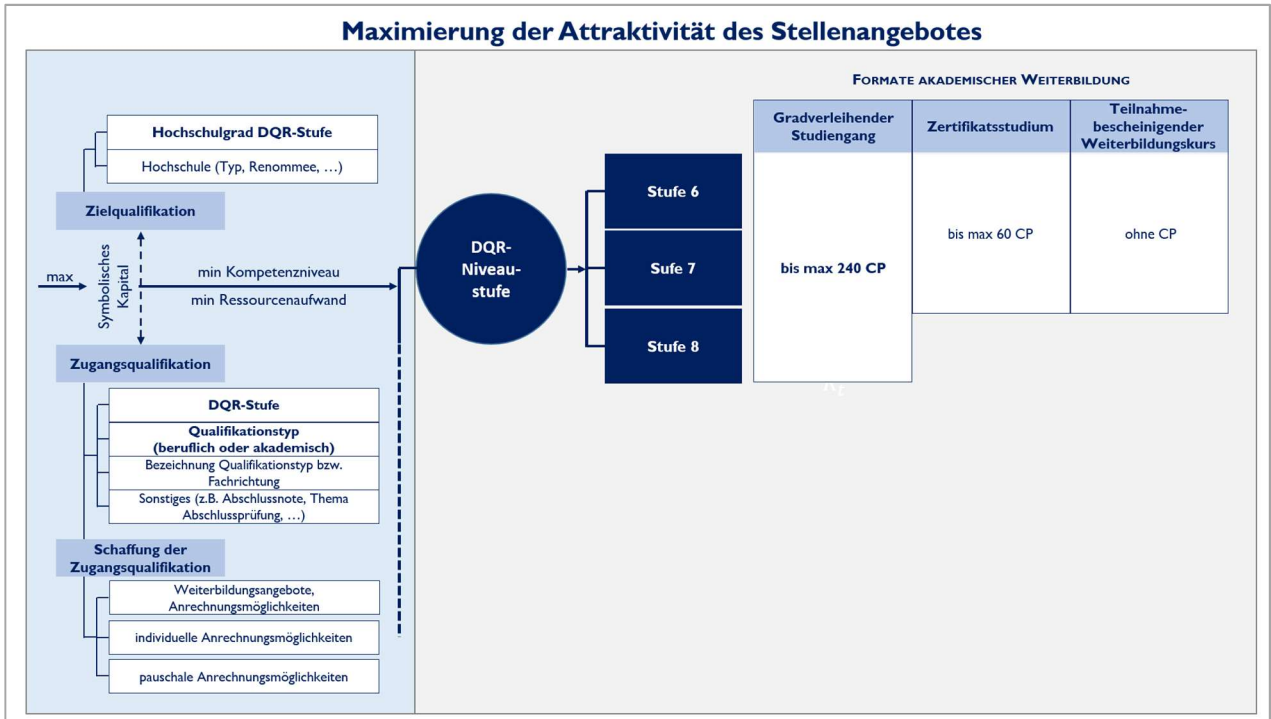 Maximierung der Attraktivität des Stellenangebotes
Hochschulgrad DQR-Stufe
Hochschule (Typ, Renommee, …)
Zielqualifikation
max
Symbolisches
Kapital
min Kompetenzniveau
min Ressourcenaufwand
Zugangsqualifikation
DQR-Stufe
Qualifikationstyp
(beruflich oder akademisch)
Bezeichnung Qualifikationstyp bzw.
Fachrichtung
Sonstiges (z.B. Abschlussnote, Thema
Abschlussprüfung, …)
Schaffung der
Zugangsqualifikation
Weiterbildungsangebote,
Anrechnungsmöglichkeiten
individuelle Anrechnungsmöglichkeiten
pauschale Anrechnungsmöglichkeiten
DQR-
Niveau-
stufe
Stufe 6
Sufe 7
Stufe 8
FORMATE AKADEMISCHER WEITERBILDUNG
Gradverleihender
Studiengang
Zertifikatsstudium
Teilnahme-
bescheinigender
Weiterbildungskurs
bis max 240 CP
bis max 60 CP
ohne CP